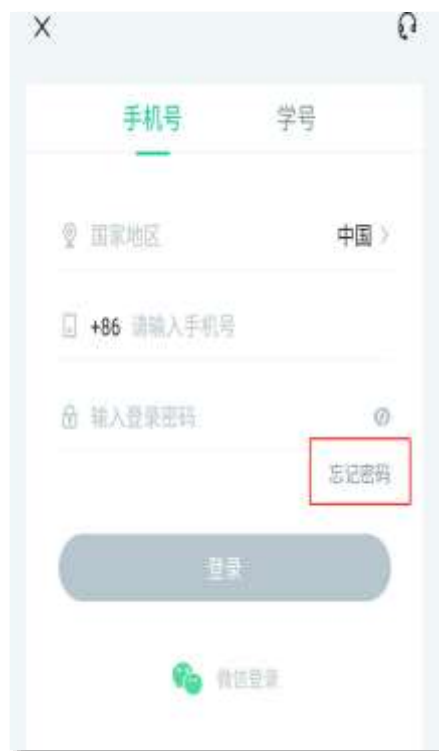 手机号 学号
国家地区 中国
+86 请输入手机号
输入登录密码
忘记密码
登录
微信登录